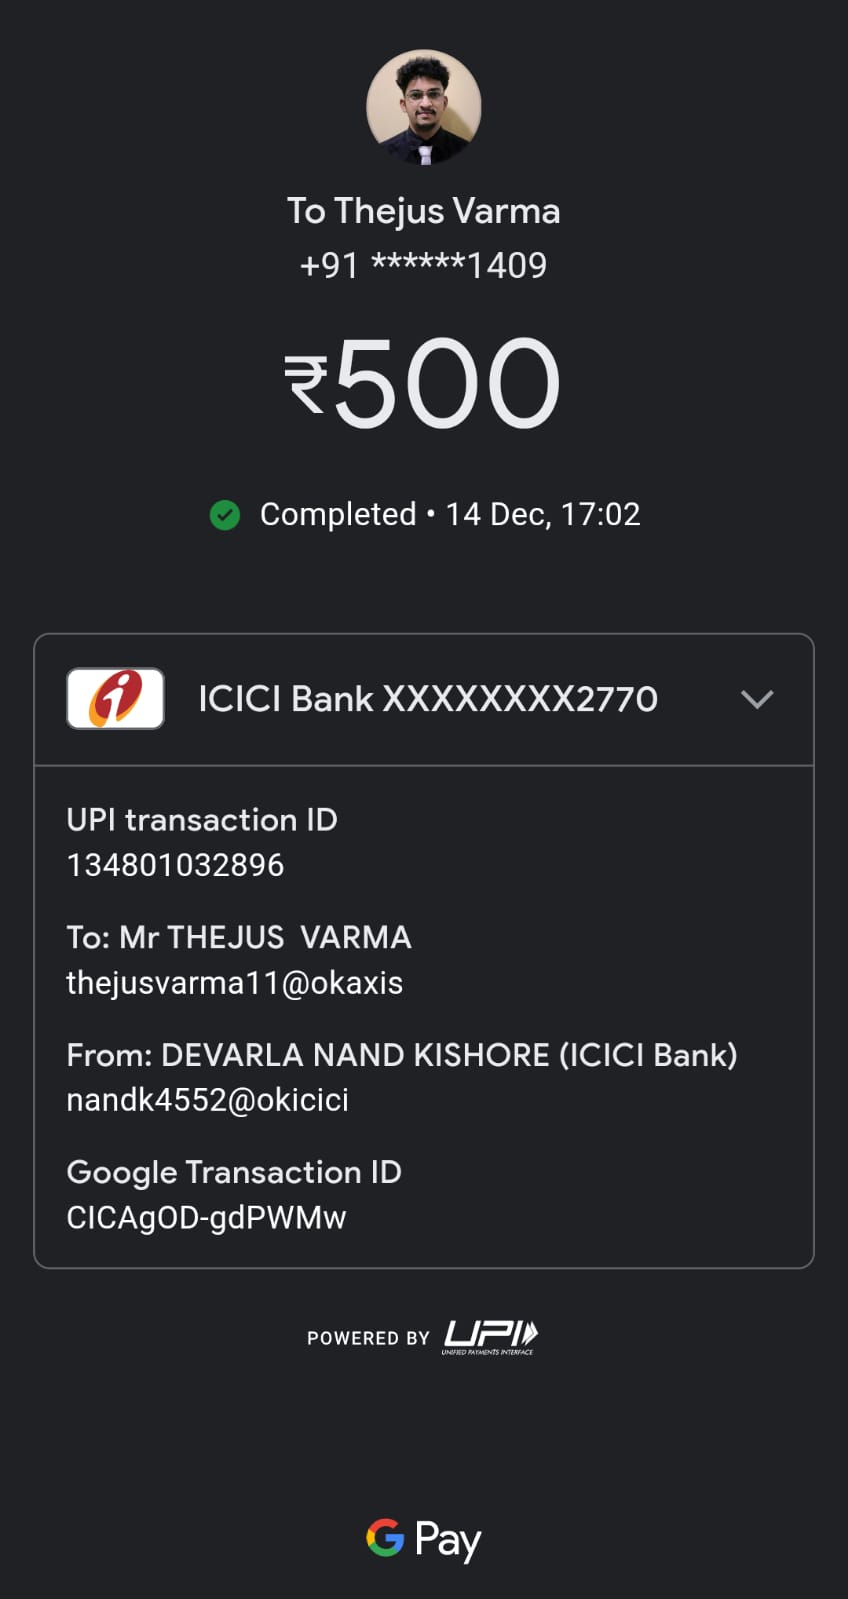 To Thejus Varma
+91 ******1409
₹500
Completed • 14 Dec, 17:02
ICICI Bank XXXXXXXX2770
UPI transaction ID
134801032896
To: Mr THEJUS  VARMA
thejusvarma11@okaxis
From: DEVARLA NAND KISHORE (ICICI Bank)
nandk4552@okicici
Google Transaction ID
CICAgOD-gdPWMw
POWERED BY UPI
UNIFIED PAYMENTS INTERFACE
G Pay